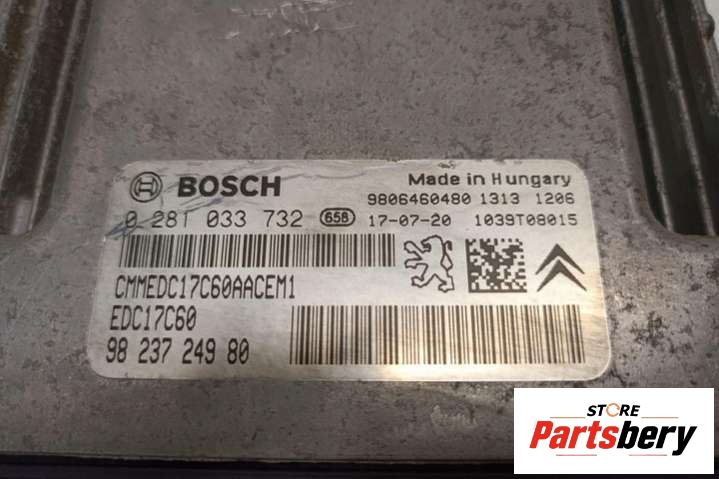 BOSCH
Made in Hungary
9806460480 1313 1206
0 281 033 732 658 17-07-20 1039T08015
CMMEDC17C60AACEM1
EDC17C60
98 237 249 80
STORE
Partsbery